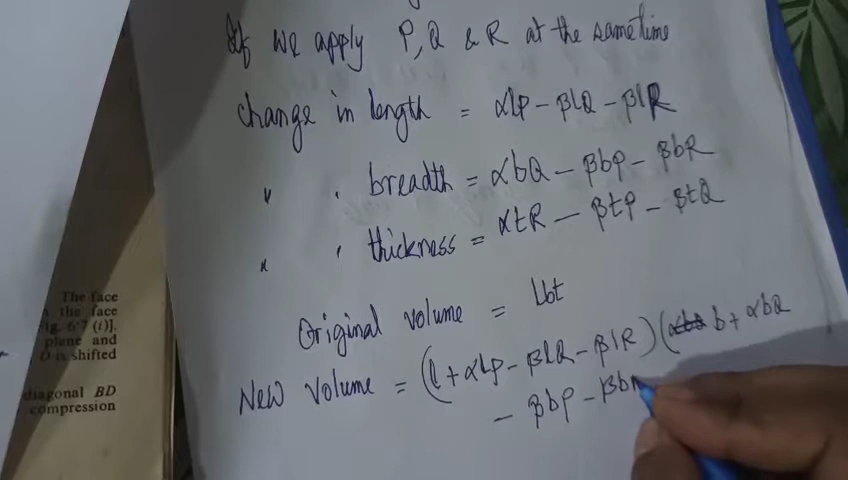 If we apply P, Q & R at the same time
change in length = αlP - βlQ - βlR
" " breadth = αbQ - βbP - βbR
" " thickness = αtR - βtP - βtQ
Original volume = lbt
New volume = (l + αlP - βlQ - βlR) (b + αbQ
- βbP - βb
The face
the face
Fig. 6·7 (i)].
plane and
D is shifted
diagonal BD
compression